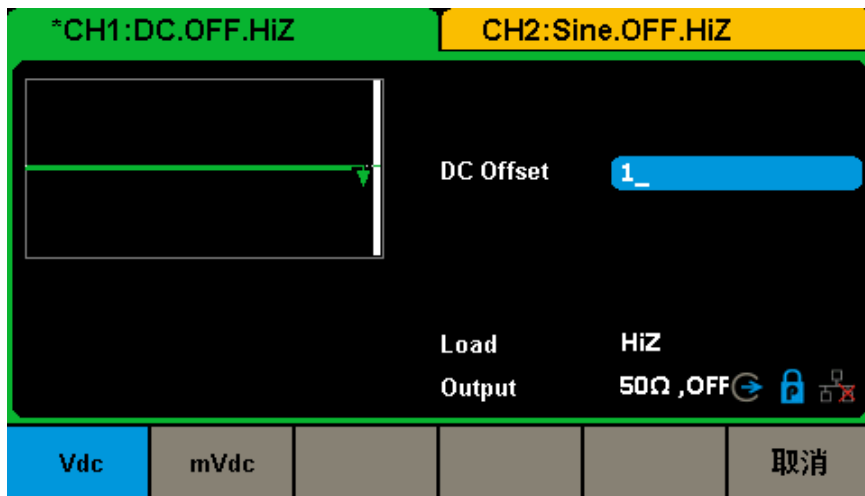 *CH1:DC.OFF.HiZ
CH2:Sine.OFF.HiZ
DC Offset
1_
Load
HiZ
Output
50Ω ,OFF
P
Vdc
mVdc
取消